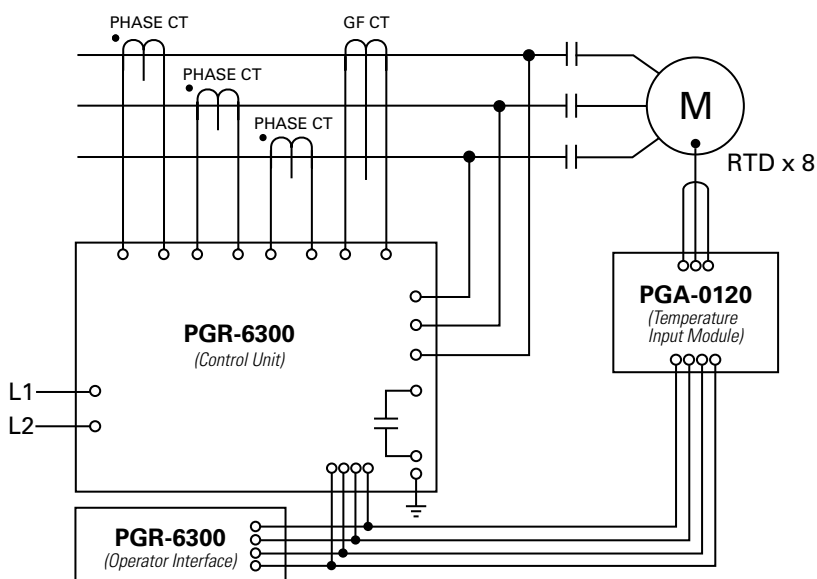 PHASE CT
GF CT
PHASE CT
PHASE CT
M
RTD x 8
PGR-6300
(Control Unit)
PGA-0120
(Temperature
Input Module)
L1
L2
PGR-6300
(Operator Interface)